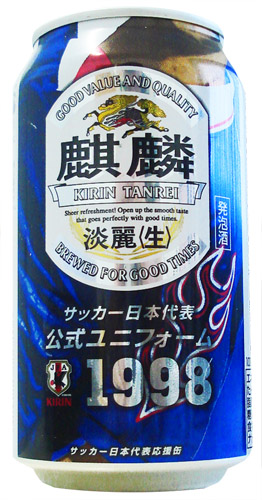 GOOD VALUE AND QUALITY
麒麟
KIRIN TANREI
Sheer refreshment! Open up the smooth taste
that goes perfectly with good times.
淡麗〈生〉
BREWED FOR GOOD TIMES
発泡酒
サッカー日本代表
公式ユニフォーム
1998
JFA
KIRIN
サッカー日本代表応援缶